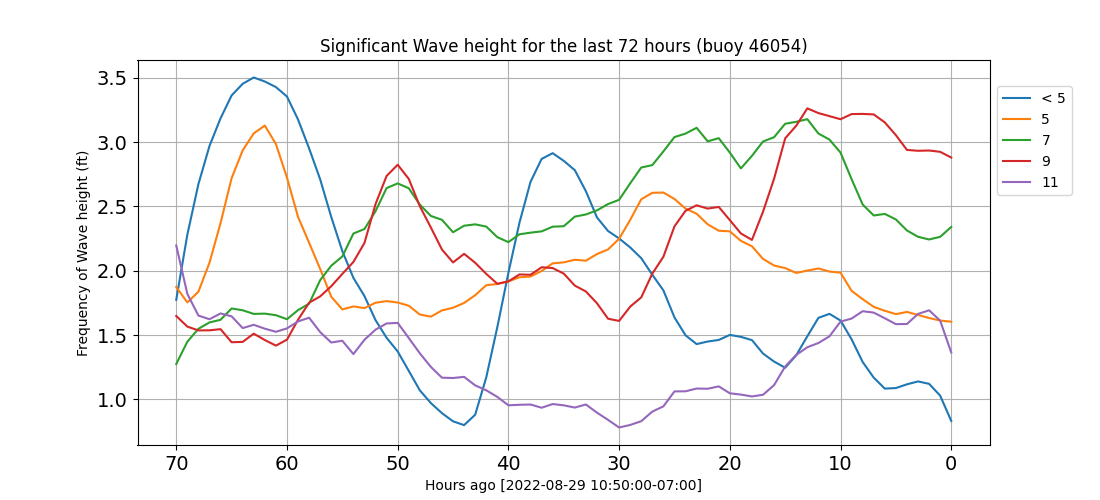 Significant Wave height for the last 72 hours (buoy 46054)
Frequency of Wave height (ft)
3.5
3.0
2.5
2.0
1.5
1.0
70 60 50 40 30 20 10 0
Hours ago [2022-08-29 10:50:00-07:00]
< 5
5
7
9
11